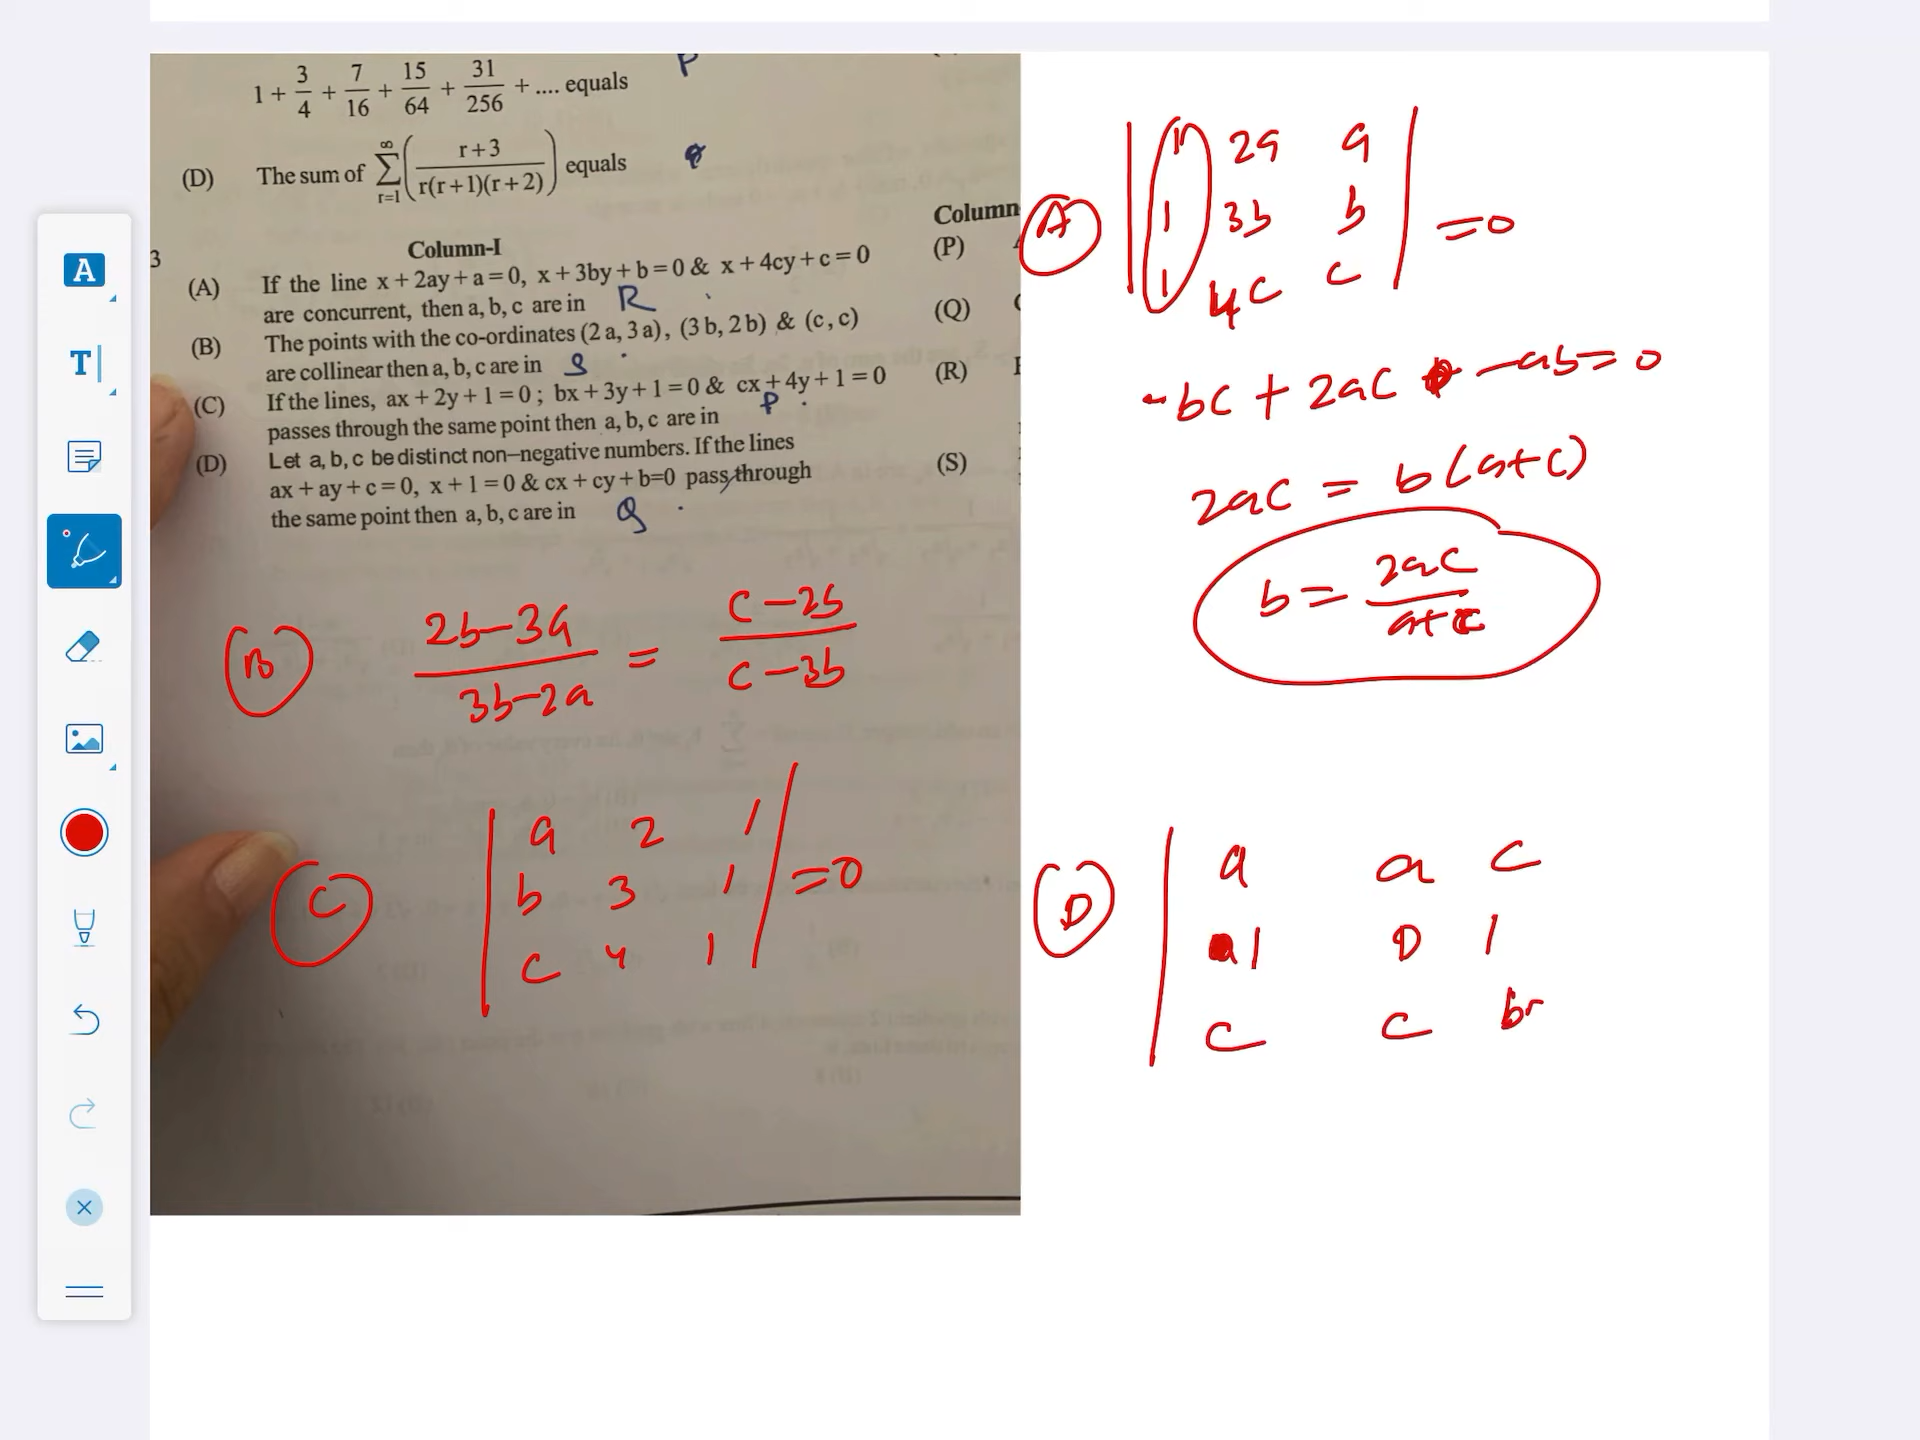 1 + 3/4 + 7/16 + 15/64 + 31/256 + .... equals
P
(D) The sum of ∞ Σ r=1 ( r+3 / r(r+1)(r+2) ) equals
3
Column-I
Column
(A) If the line x + 2ay + a = 0, x + 3by + b = 0 & x + 4cy + c = 0
(P)
are concurrent, then a, b, c are in R
(B) The points with the co-ordinates (2 a, 3 a), (3 b, 2 b) & (c, c)
(Q)
are collinear then a, b, c are in S
(C) If the lines, ax + 2y + 1 = 0 ; bx + 3y + 1 = 0 & cx + 4y + 1 = 0
(R)
passes through the same point then a, b, c are in P
(D) Let a, b, c be distinct non–negative numbers. If the lines
ax + ay + c = 0, x + 1 = 0 & cx + cy + b=0 pass through
(S)
the same point then a, b, c are in Q
B
2b-3a / 3b-2a = c-2b / c-3b
C
a 2 1
b 3 1 =0
c 4 1
A
1 2a a
1 3b b =0
1 4c c
-bc + 2ac -ab = 0
2ac = b(a+c)
b = 2ac / a+c
D
a a c
1 0 1
c c b
A
T